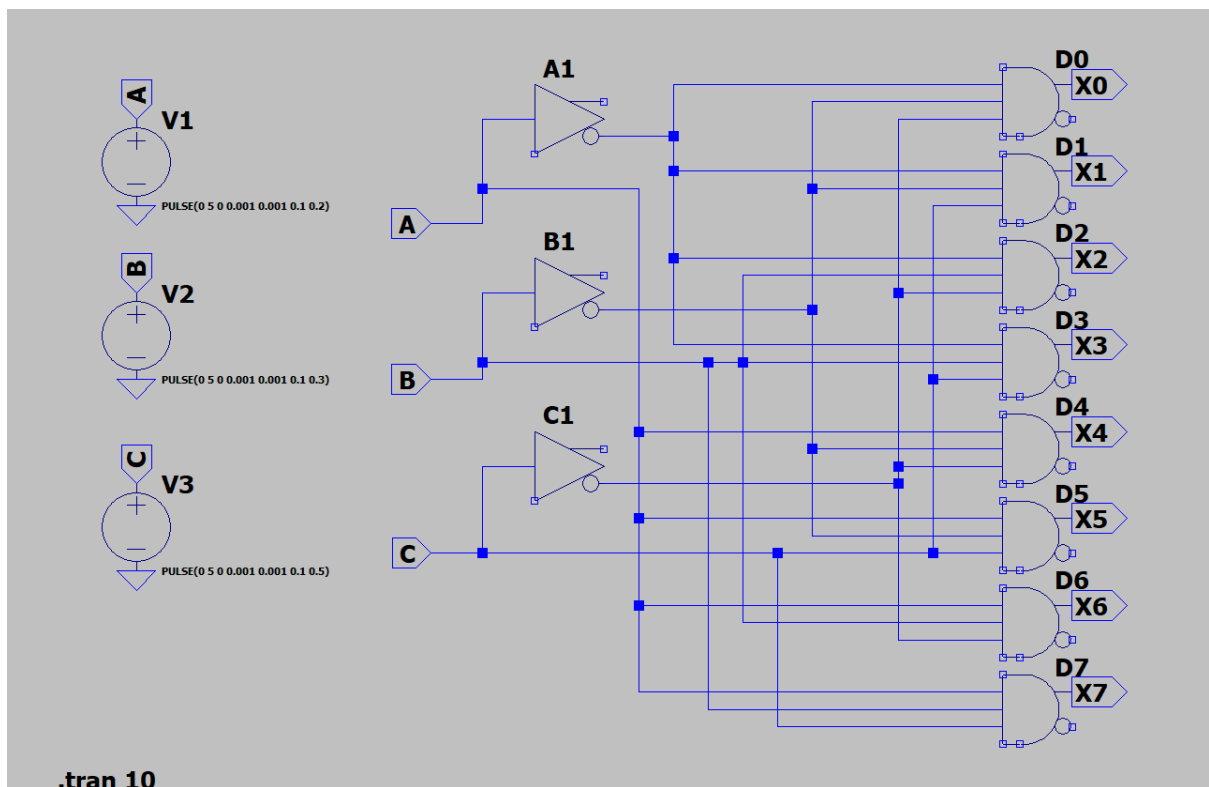 A
V1
PULSE(0 5 0 0.001 0.001 0.1 0.2)
B
V2
PULSE(0 5 0 0.001 0.001 0.1 0.3)
C
V3
PULSE(0 5 0 0.001 0.001 0.1 0.5)
.tran 10
A1
A
B1
B
C1
C
D0
X0
D1
X1
D2
X2
D3
X3
D4
X4
D5
X5
D6
X6
D7
X7